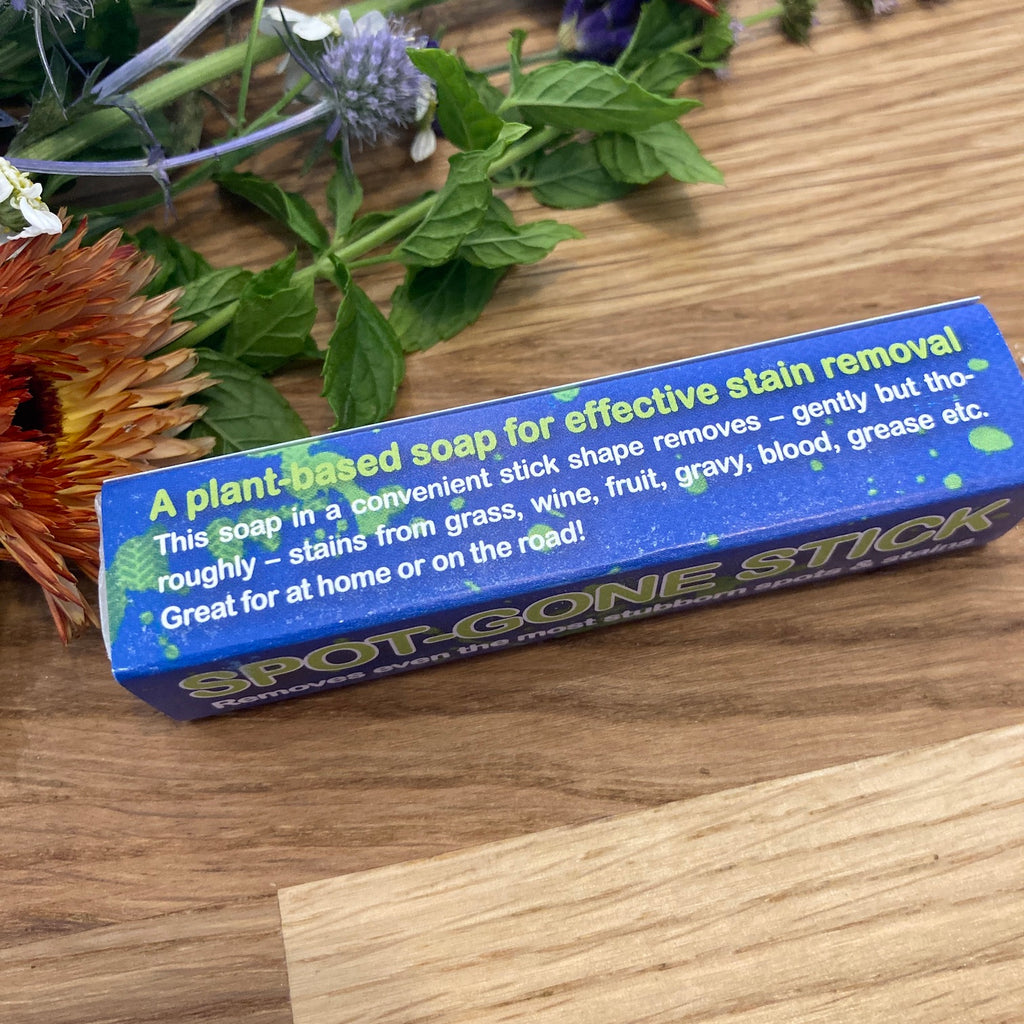 A plant-based soap for effective stain removal
This soap in a convenient stick shape removes – gently but tho-
roughly – stains from grass, wine, fruit, gravy, blood, grease etc.
Great for at home or on the road!
SPOT-GONE STICK
Removes even the most stubborn spots & stains